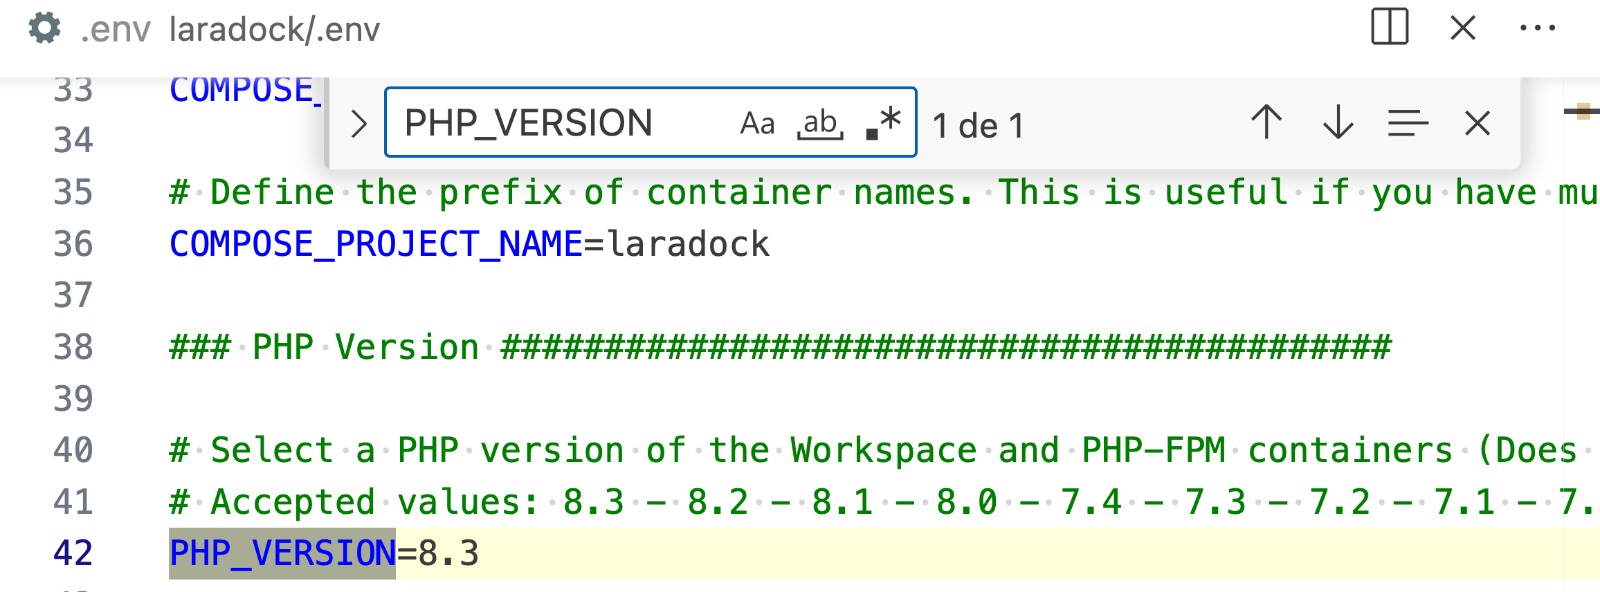 .env laradock/.env
33 COMPOSE_
PHP_VERSION Aa ab .* 1 de 1
34
35 # Define the prefix of container names. This is useful if you have mu
36 COMPOSE_PROJECT_NAME=laradock
37
38 ### PHP Version ###########################################
39
40 # Select a PHP version of the Workspace and PHP-FPM containers (Does
41 # Accepted values: 8.3 - 8.2 - 8.1 - 8.0 - 7.4 - 7.3 - 7.2 - 7.1 - 7.
42 PHP_VERSION=8.3